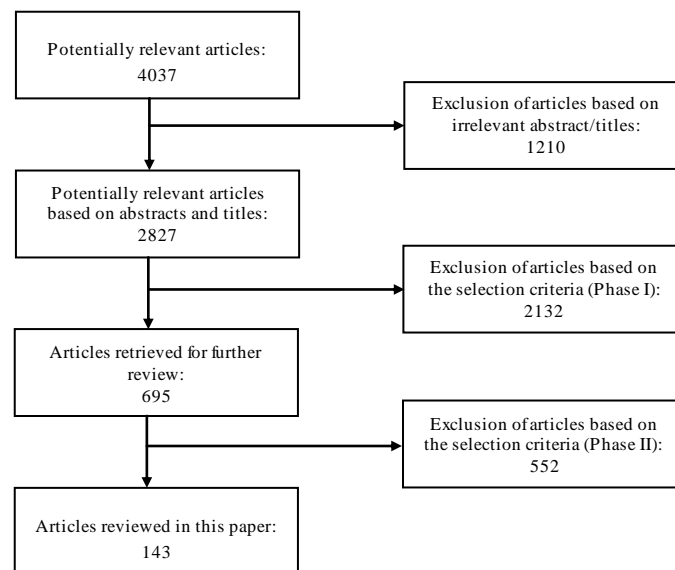 Potentially relevant articles:
4037
Exclusion of articles based on
irrelevant abstract/titles:
1210
Potentially relevant articles
based on abstracts and titles:
2827
Exclusion of articles based on
the selection criteria (Phase I):
2132
Articles retrieved for further
review:
695
Exclusion of articles based on
the selection criteria (Phase II):
552
Articles reviewed in this paper:
143